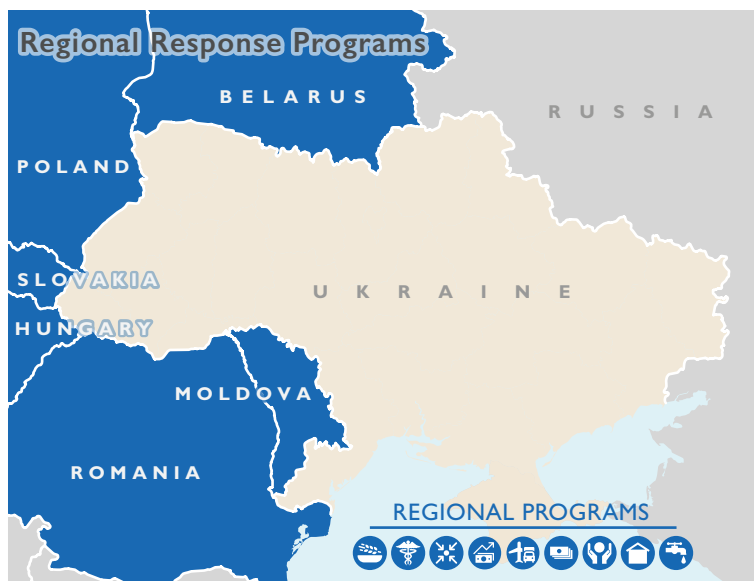 Regional Response Programs
BELARUS
RUSSIA
POLAND
SLOVAKIA
UKRAINE
HUNGARY
MOLDOVA
ROMANIA
REGIONAL PROGRAMS